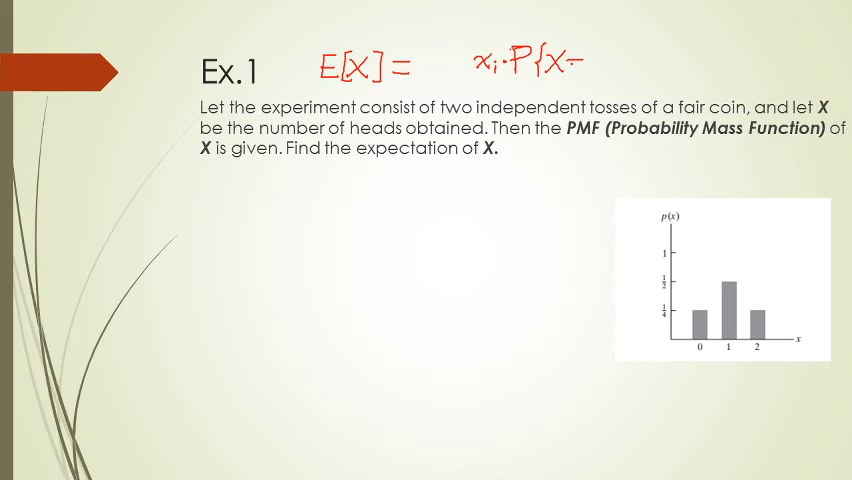 Ex.1 E[X] = xᵢ·P{X=
Let the experiment consist of two independent tosses of a fair coin, and let X
be the number of heads obtained. Then the PMF (Probability Mass Function) of
X is given. Find the expectation of X.
p(x)
1
1/2
1/4
0 1 2 x